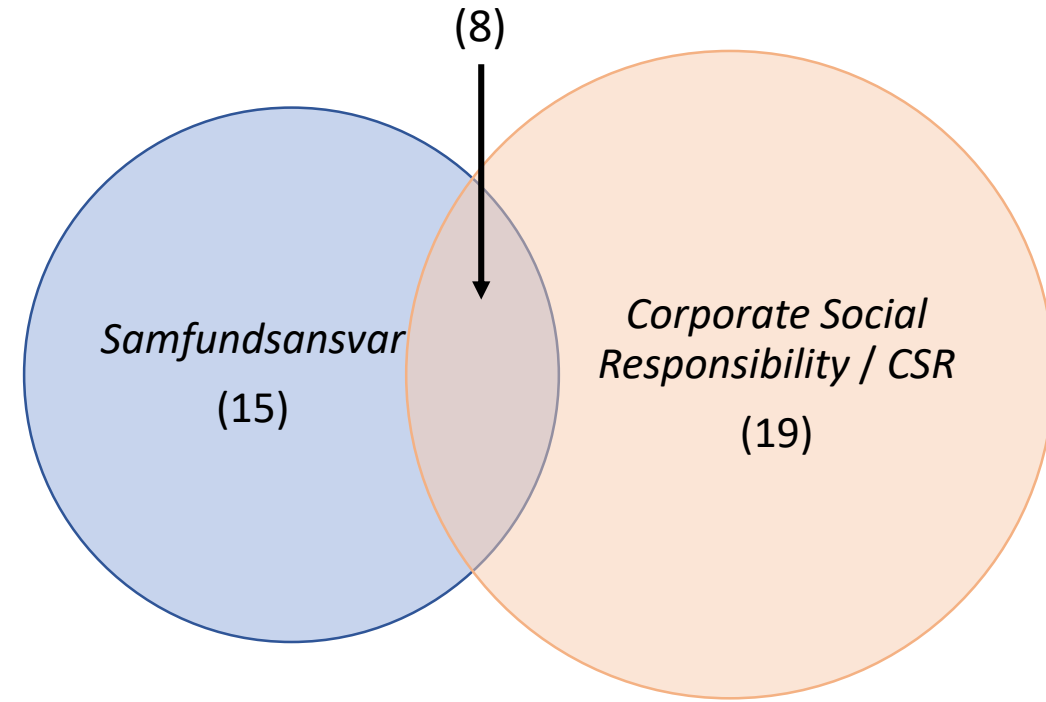 (8)
Samfundsansvar
(15)
Corporate Social
Responsibility / CSR
(19)